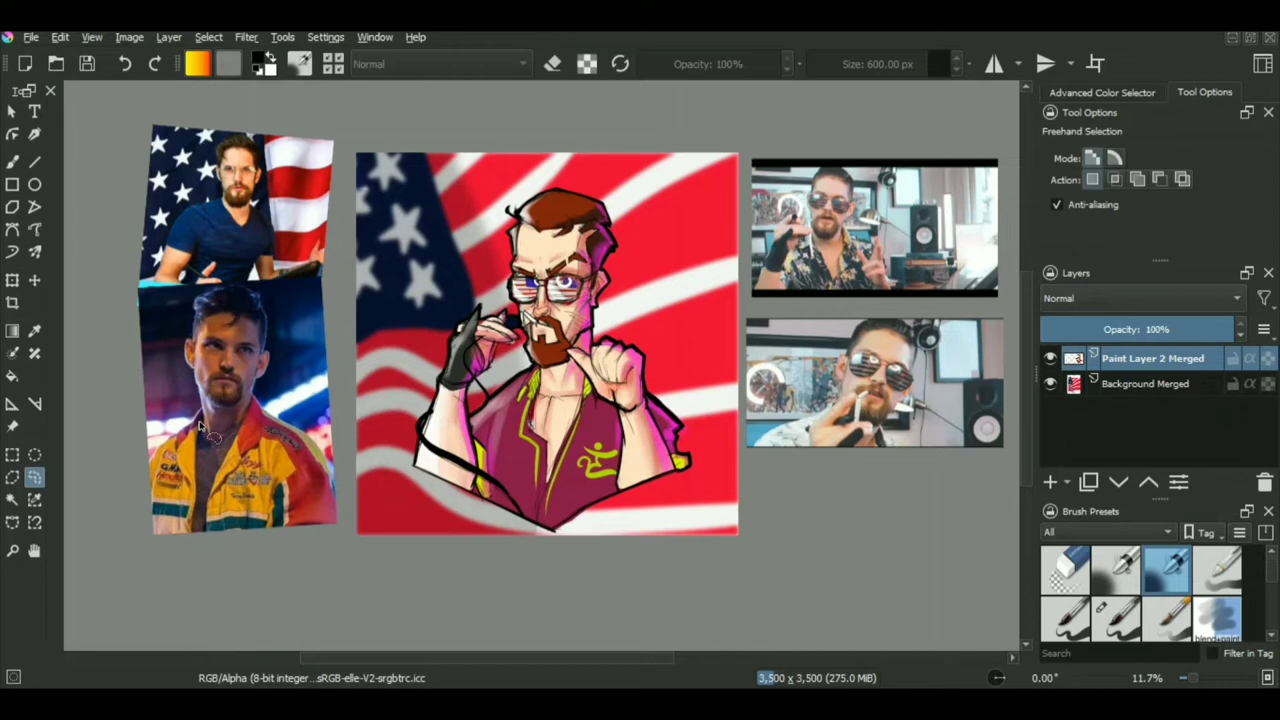 File Edit View Image Layer Select Filter Tools Settings Window Help
Normal
Opacity: 100%
Size: 600.00 px
Advanced Color Selector
Tool Options
Tool Options
Freehand Selection
Mode:
Action:
Anti-aliasing
Layers
Normal
Opacity: 100%
Paint Layer 2 Merged
Background Merged
Brush Presets
All
Tag
blend+paint
Search
Filter in Tag
RGB/Alpha (8-bit integer...sRGB-elle-V2-srgbtrc.icc
3,500 x 3,500 (275.0 MiB)
0.00°
11.7%